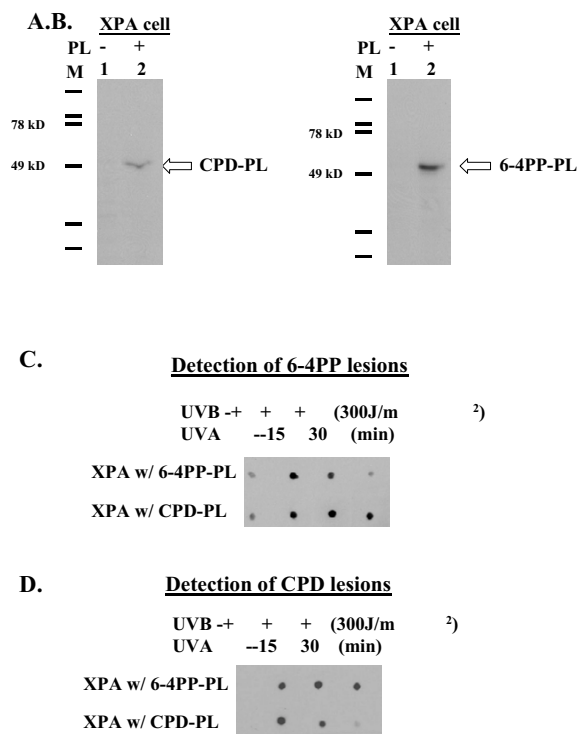 A.B.
XPA cell
PL - +
M 1 2
78 kD
49 kD
CPD-PL
XPA cell
PL - +
M 1 2
78 kD
49 kD
6-4PP-PL
C.
Detection of 6-4PP lesions
UVB -+ + + (300J/m 2)
UVA --15 30 (min)
XPA w/ 6-4PP-PL
XPA w/ CPD-PL
D.
Detection of CPD lesions
UVB -+ + + (300J/m 2)
UVA --15 30 (min)
XPA w/ 6-4PP-PL
XPA w/ CPD-PL